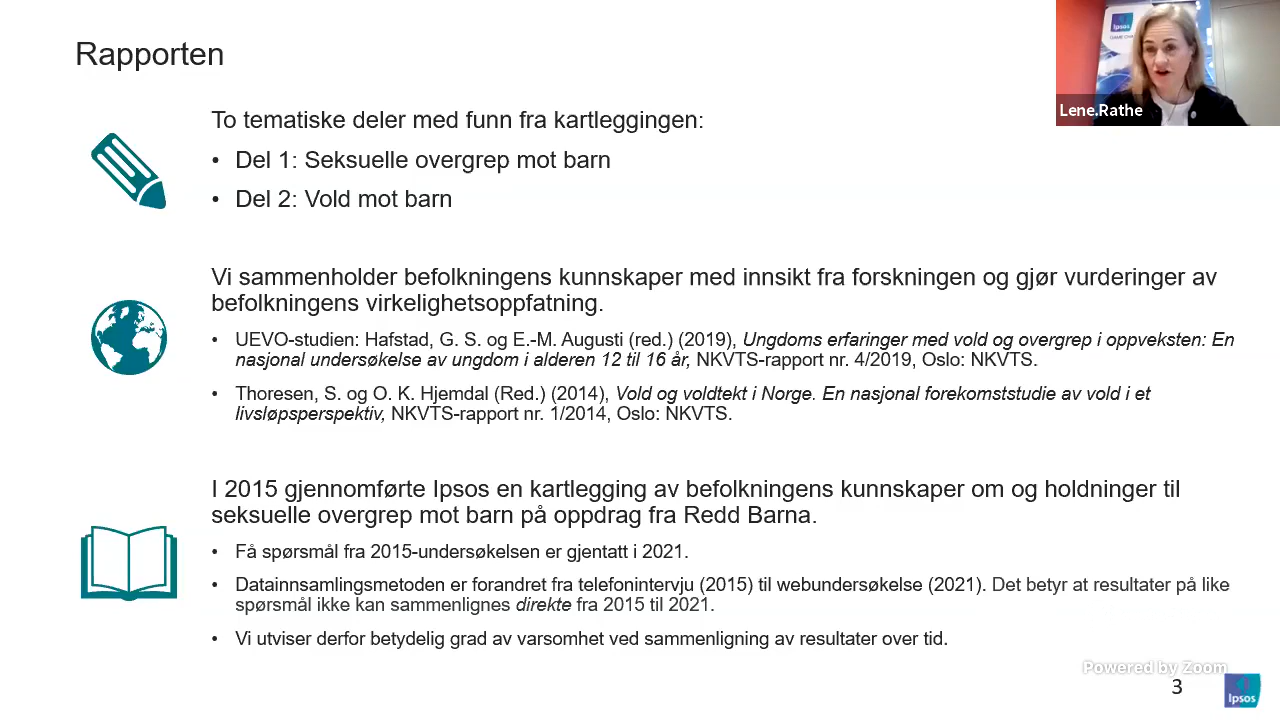 Rapporten
Ipsos
GAME CHA
Lene.Rathe
To tematiske deler med funn fra kartleggingen:
• Del 1: Seksuelle overgrep mot barn
• Del 2: Vold mot barn
Vi sammenholder befolkningens kunnskaper med innsikt fra forskningen og gjør vurderinger av
befolkningens virkelighetsoppfatning.
• UEVO-studien: Hafstad, G. S. og E.-M. Augusti (red.) (2019), Ungdoms erfaringer med vold og overgrep i oppveksten: En
nasjonal undersøkelse av ungdom i alderen 12 til 16 år, NKVTS-rapport nr. 4/2019, Oslo: NKVTS.
• Thoresen, S. og O. K. Hjemdal (Red.) (2014), Vold og voldtekt i Norge. En nasjonal forekomststudie av vold i et
livsløpsperspektiv, NKVTS-rapport nr. 1/2014, Oslo: NKVTS.
I 2015 gjennomførte Ipsos en kartlegging av befolkningens kunnskaper om og holdninger til
seksuelle overgrep mot barn på oppdrag fra Redd Barna.
• Få spørsmål fra 2015-undersøkelsen er gjentatt i 2021.
• Datainnsamlingsmetoden er forandret fra telefonintervju (2015) til webundersøkelse (2021). Det betyr at resultater på like
spørsmål ikke kan sammenlignes direkte fra 2015 til 2021.
• Vi utviser derfor betydelig grad av varsomhet ved sammenligning av resultater over tid.
Powered by Zoom
3
Ipsos